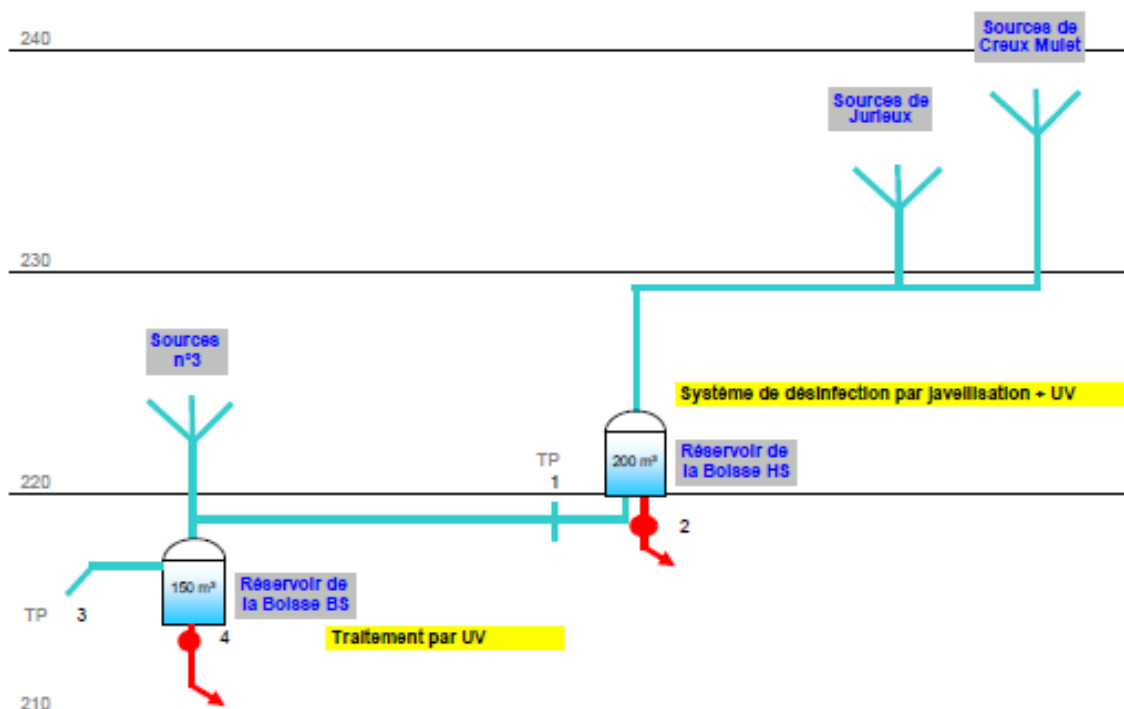 240
Sources de
Creux Mulet
Sources de
Jurieux
230
Sources
n°3
Système de désinfection par javellisation + UV
TP
1
200 m³
Réservoir de
la Boisse HS
220
2
150 m³
Réservoir de
la Boisse BS
TP 3
4
Traitement par UV
210